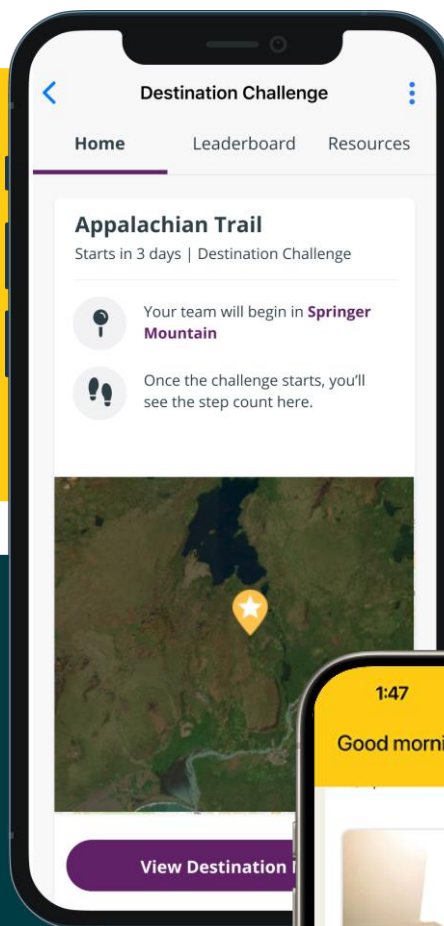 Destination Challenge
Home Leaderboard Resources
Appalachian Trail
Starts in 3 days | Destination Challenge
Your team will begin in Springer
Mountain
Once the challenge starts, you'll
see the step count here.
View Destination
1:47
Good